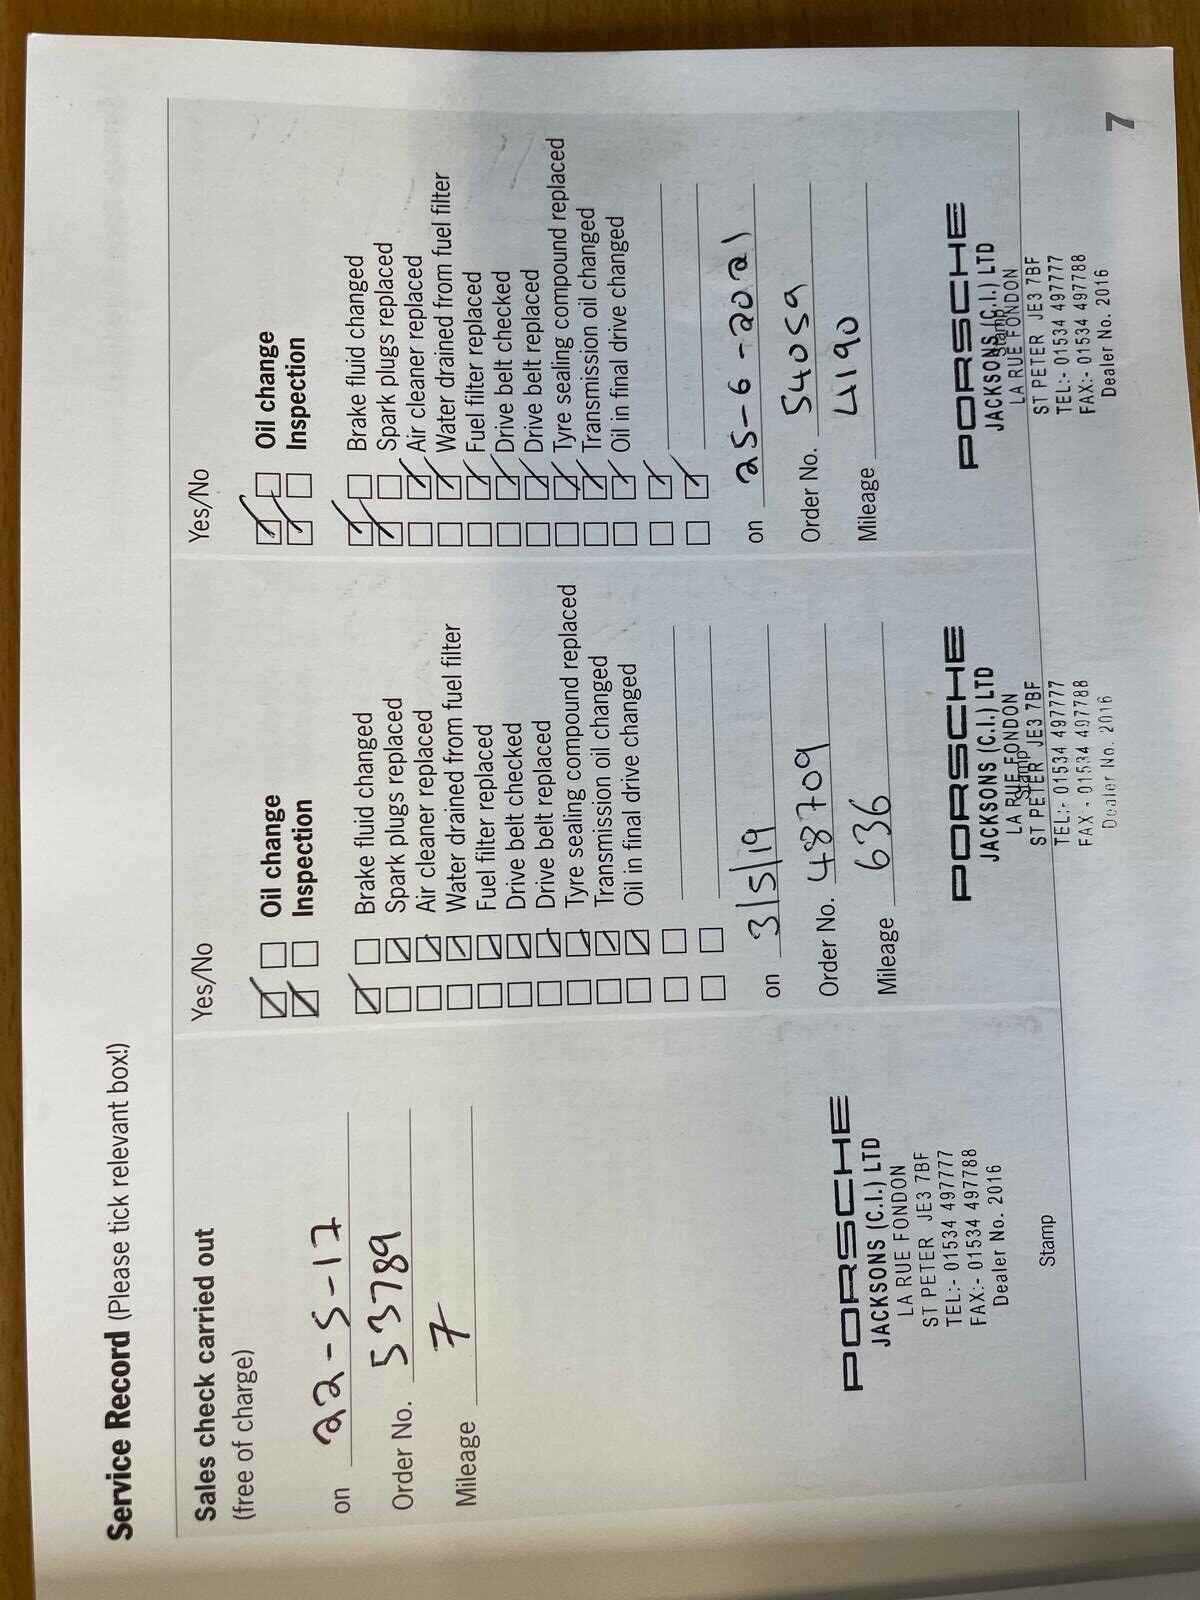 Service Record (Please tick relevant box!)
Sales check carried out
(free of charge)
on 22-5-17
Order No. 53789
Mileage 7
PORSCHE
JACKSONS (C.I.) LTD
LA RUE FONDON
ST PETER JE3 7BF
TEL:- 01534 497777
FAX:- 01534 497788
Dealer No. 2016
Stamp
Yes/No
Oil change
Inspection
Brake fluid changed
Spark plugs replaced
Air cleaner replaced
Water drained from fuel filter
Fuel filter replaced
Drive belt checked
Drive belt replaced
Tyre sealing compound replaced
Transmission oil changed
Oil in final drive changed
on 3/5/19
Order No. 48709
Mileage 636
PORSCHE
JACKSONS (C.I.) LTD
LA RUE FONDON
Stamp
ST PETER JE3 7BF
TEL:- 01534 497777
FAX - 01534 497788
Dealer No. 2016
Yes/No
Oil change
Inspection
Brake fluid changed
Spark plugs replaced
Air cleaner replaced
Water drained from fuel filter
Fuel filter replaced
Drive belt checked
Drive belt replaced
Tyre sealing compound replaced
Transmission oil changed
Oil in final drive changed
on 25-6-2021
Order No. 54059
Mileage 4190
PORSCHE
JACKSONS (C.I.) LTD
Stamp
LA RUE FONDON
ST PETER JE3 7BF
TEL:- 01534 497777
FAX:- 01534 497788
Dealer No. 2016
7